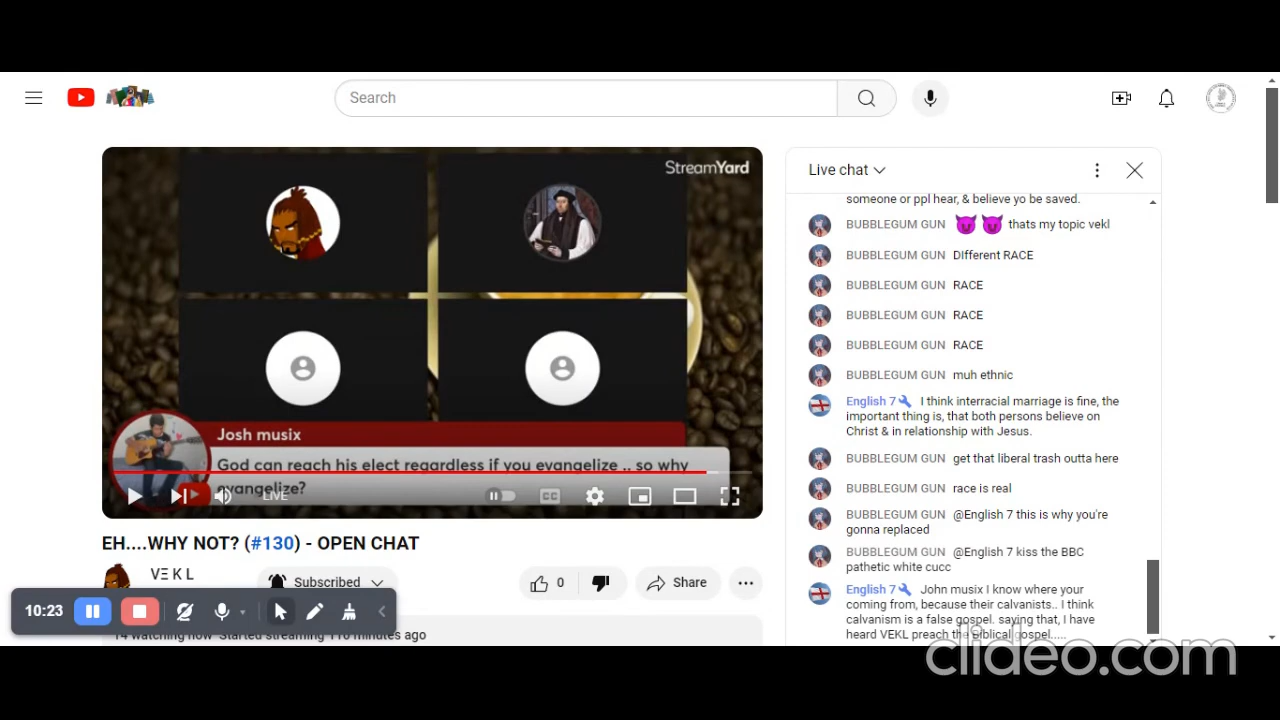 Search
StreamYard
Josh musix
God can reach his elect regardless if you evangelize .. so why
evangelize?
LIVE
CC
EH....WHY NOT? (#130) - OPEN CHAT
VΞKL
Subscribed
0
Share
10:23
14 watching now Started streaming 110 minutes ago
Live chat
someone or ppl hear, & believe yo be saved.
BUBBLEGUM GUN 😈 😈 thats my topic vekl
BUBBLEGUM GUN DIfferent RACE
BUBBLEGUM GUN RACE
BUBBLEGUM GUN RACE
BUBBLEGUM GUN RACE
BUBBLEGUM GUN muh ethnic
English 7 I think interracial marriage is fine, the
important thing is, that both persons believe on
Christ & in relationship with Jesus.
BUBBLEGUM GUN get that liberal trash outta here
BUBBLEGUM GUN race is real
BUBBLEGUM GUN @English 7 this is why you're
gonna replaced
BUBBLEGUM GUN @English 7 kiss the BBC
pathetic white cucc
English 7 John musix I know where your
coming from, because their calvanists.. I think
calvanism is a false gospel. saying that, I have
heard VEKL preach the Biblical gospel.....
clideo.com